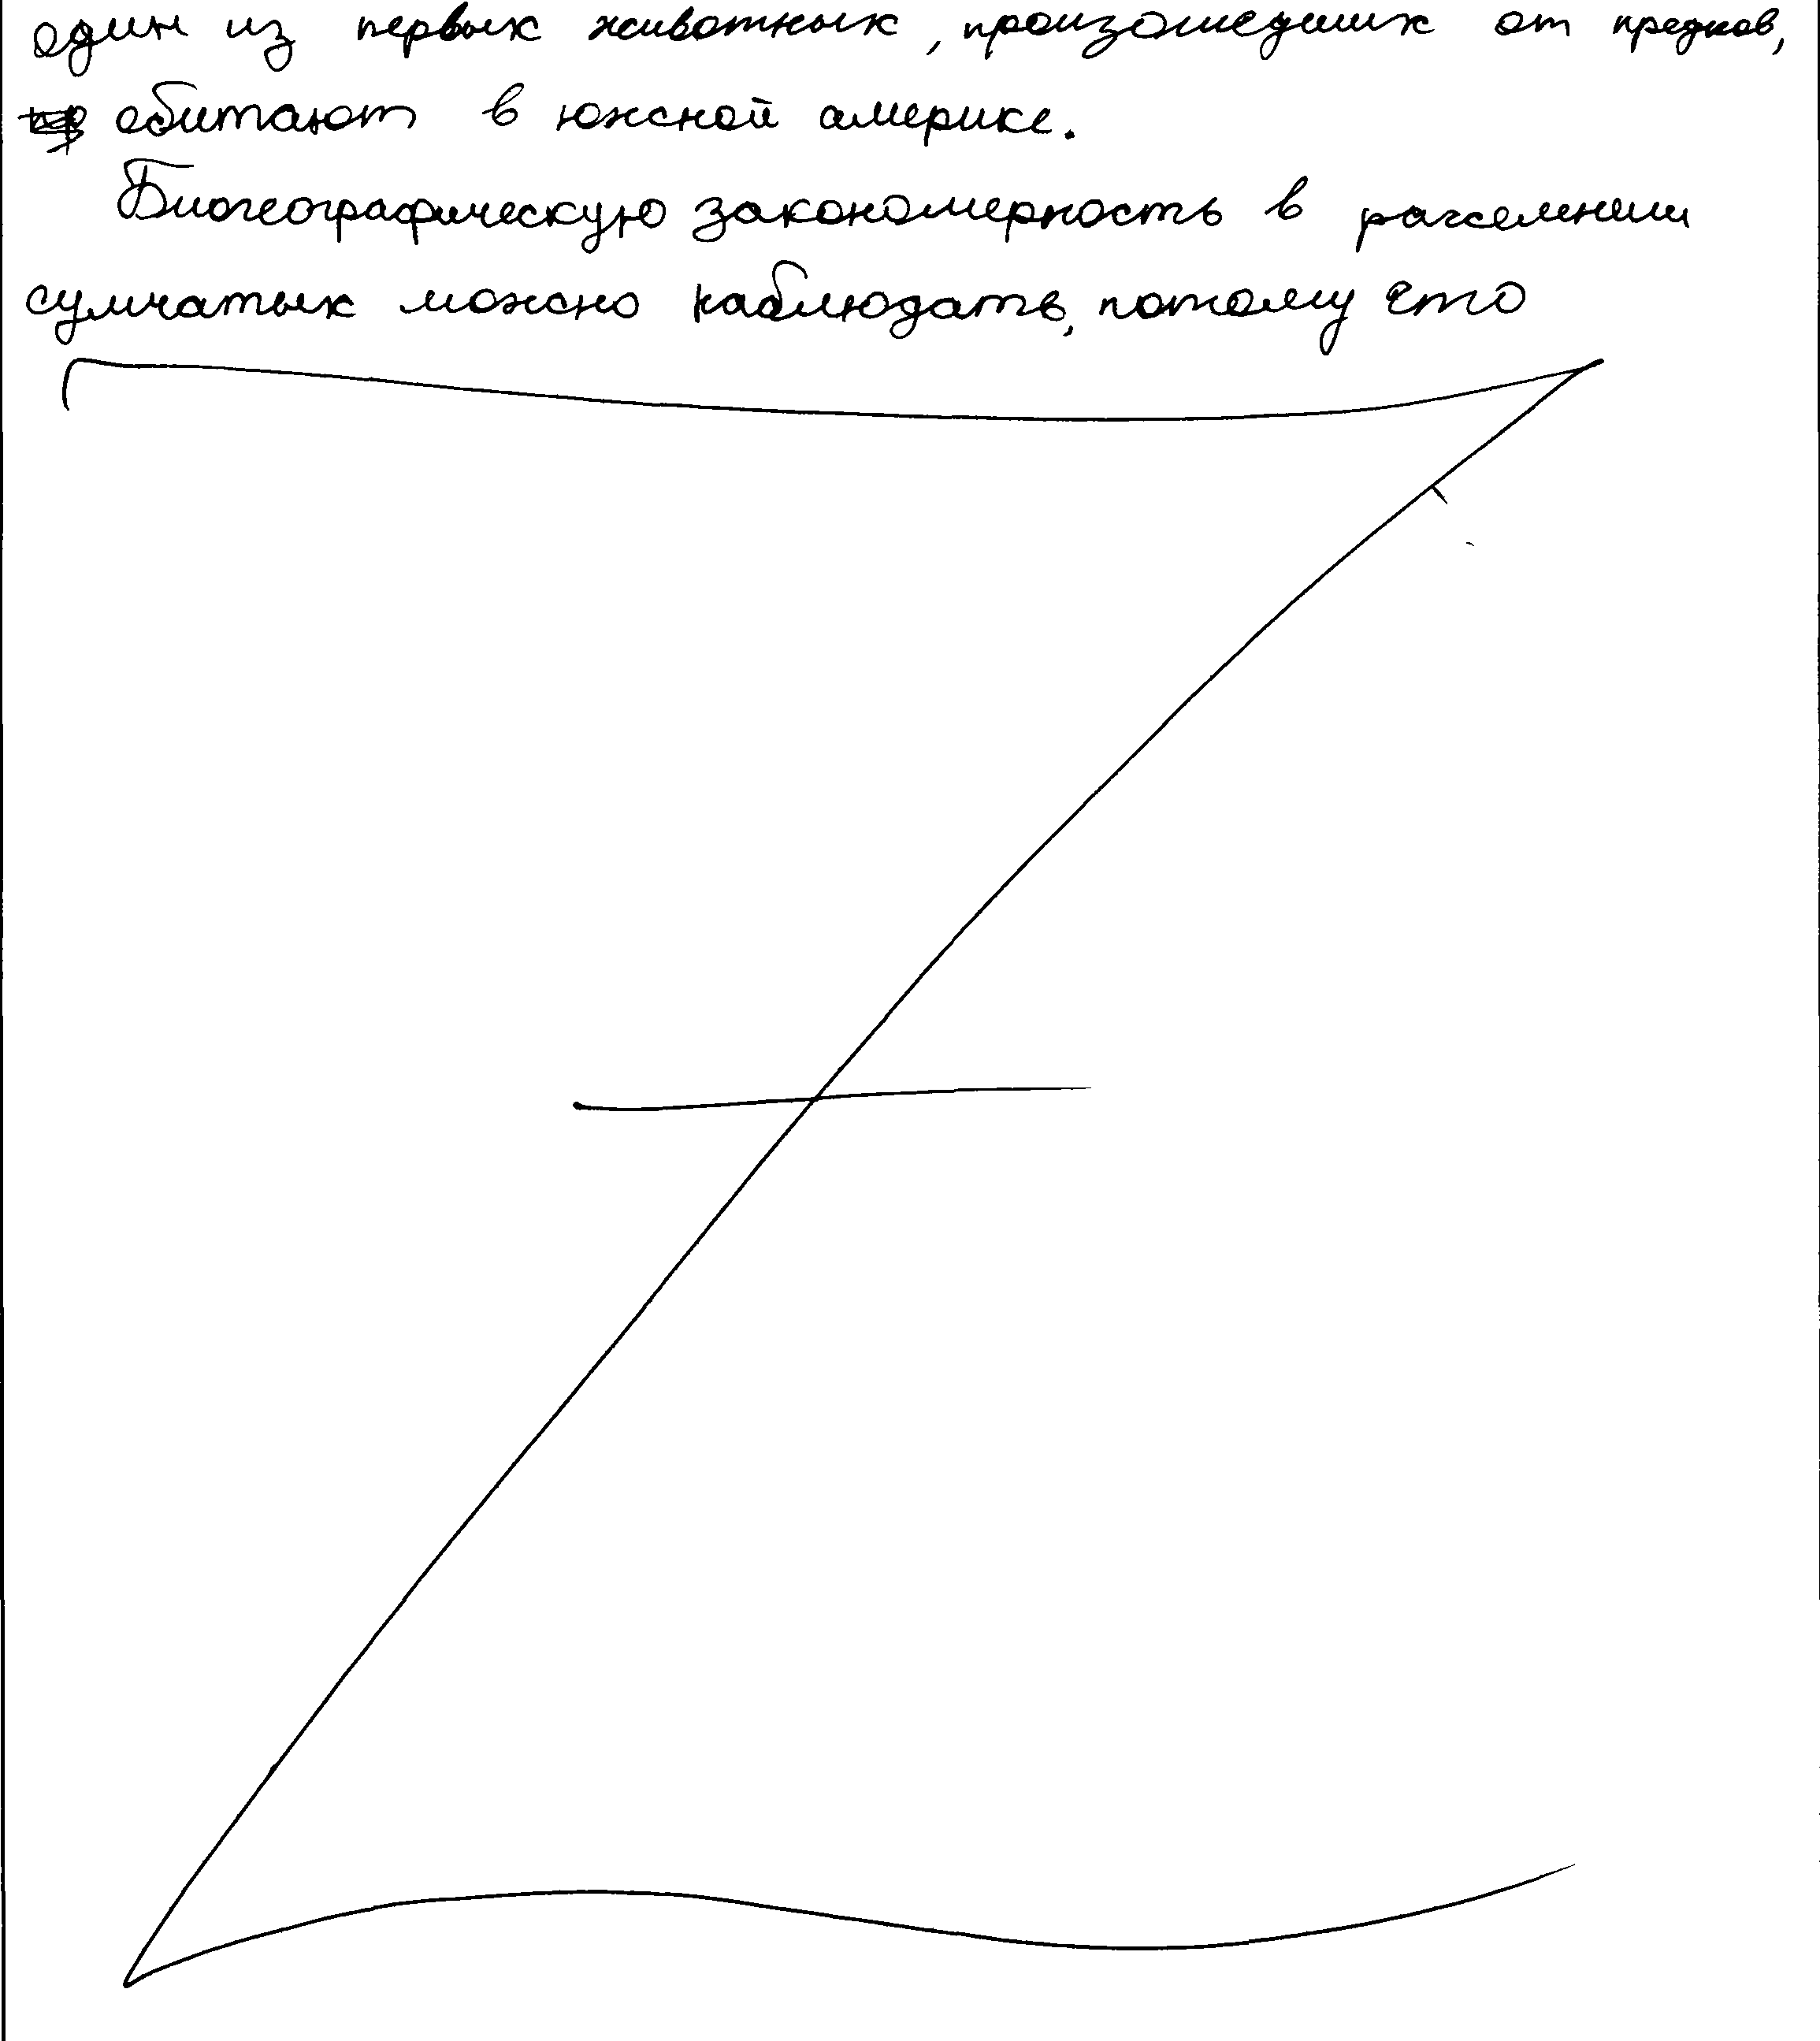 один из первых животных, произошедших от предков,
обитают в южной америке.
Биогеографическую закономерность в расселении
сумчатых можно наблюдать, потому что